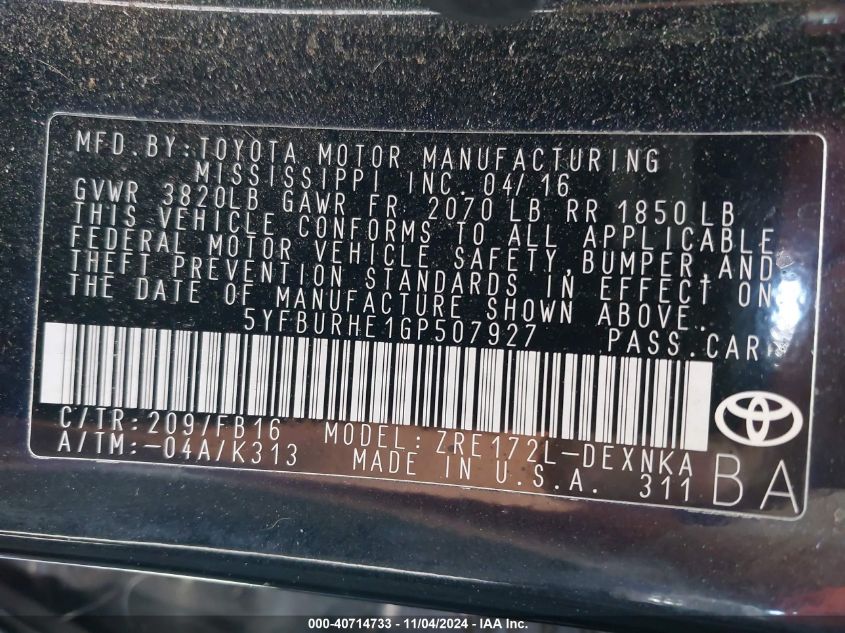 MFD.BY:TOYOTA MOTOR MANUFACTURING
MISSISSIPPI INC. 04/16
GVWR 3820LB GAWR FR. 2070 LB RR 1850 LB
THIS VEHICLE CONFORMS TO ALL APPLICABLE
FEDERAL MOTOR VEHICLE SAFETY,BUMPER,AND
THEFT PREVENTION STANDARDS IN EFFECT ON
THE DATE OF MANUFACTURE SHOWN ABOVE.
5YFBURHE1GP507927 PASS.CAR
C/TR:209/FB16 MODEL:ZRE172L-DEXNKA
A/TM:-04A/K313 MADE IN U.S.A. 311
BA
000-40714733 - 11/04/2024 - IAA Inc.